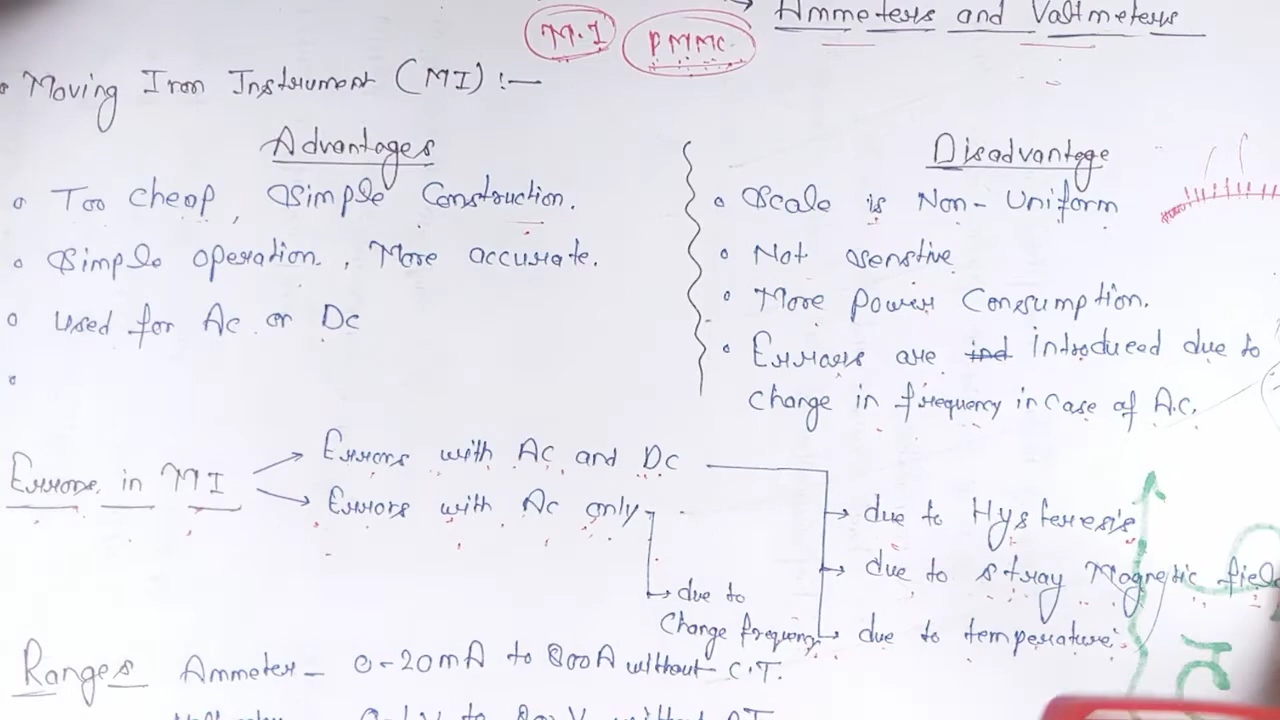 Ammeters and Valtmeters
M.I PMMC
Moving Iron Instrument (MI) :—
Advantages
Too cheap, Simple Construction.
Simple operation., More accurate.
Used for Ac or Dc
Disadvantage
Scale is Non-Uniform
Not senstive
More power Consumption.
Errors are ind introduced due to
change in frequency in Case of A.C.
Errors in MI
Errors with Ac and Dc
Errors with Ac only
due to
Change frequency
due to Hysteresis
due to stray Magnetic field
due to temperature
Ranges Ammeter – 0-20mA to 800A without C.T.